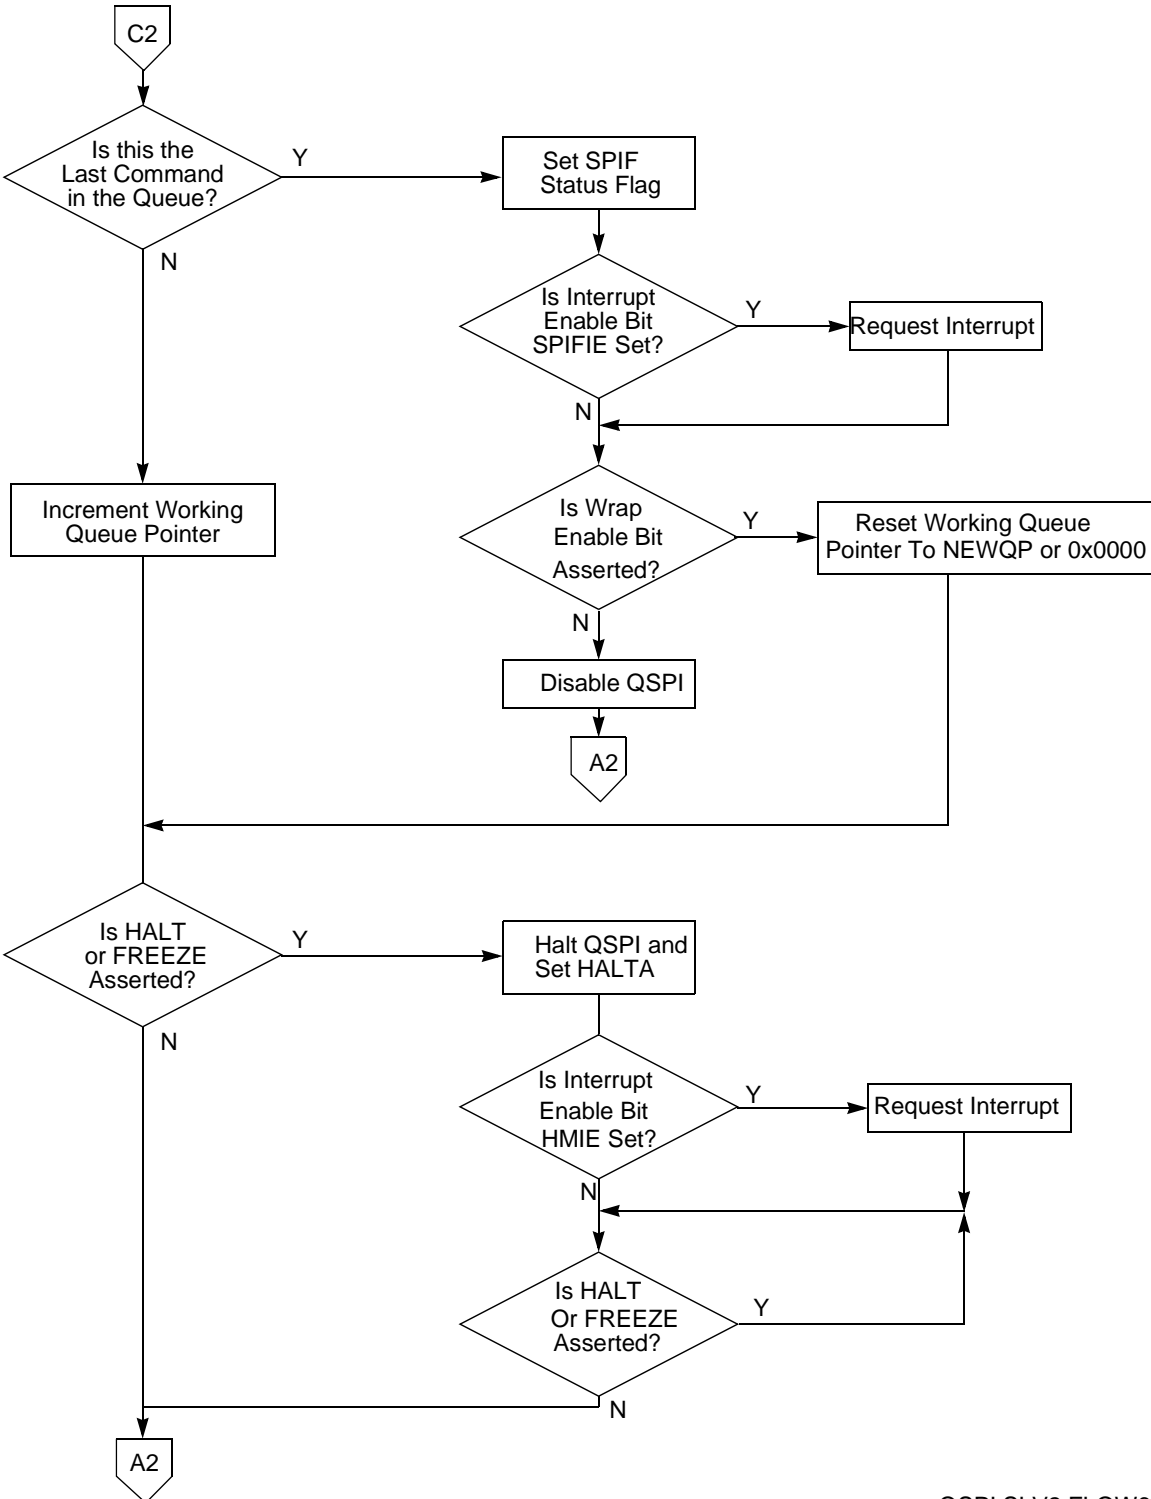 C2
Is this the
Last Command
in the Queue?
Y
N
Set SPIF
Status Flag
Is Interrupt
Enable Bit
SPIFIE Set?
Y
Request Interrupt
N
Increment Working
Queue Pointer
Is Wrap
Enable Bit
Asserted?
Y
Reset Working Queue
Pointer To NEWQP or 0x0000
N
Disable QSPI
A2
Is HALT
or FREEZE
Asserted?
Y
N
Halt QSPI and
Set HALTA
Is Interrupt
Enable Bit
HMIE Set?
Y
Request Interrupt
N
Is HALT
Or FREEZE
Asserted?
Y
N
A2